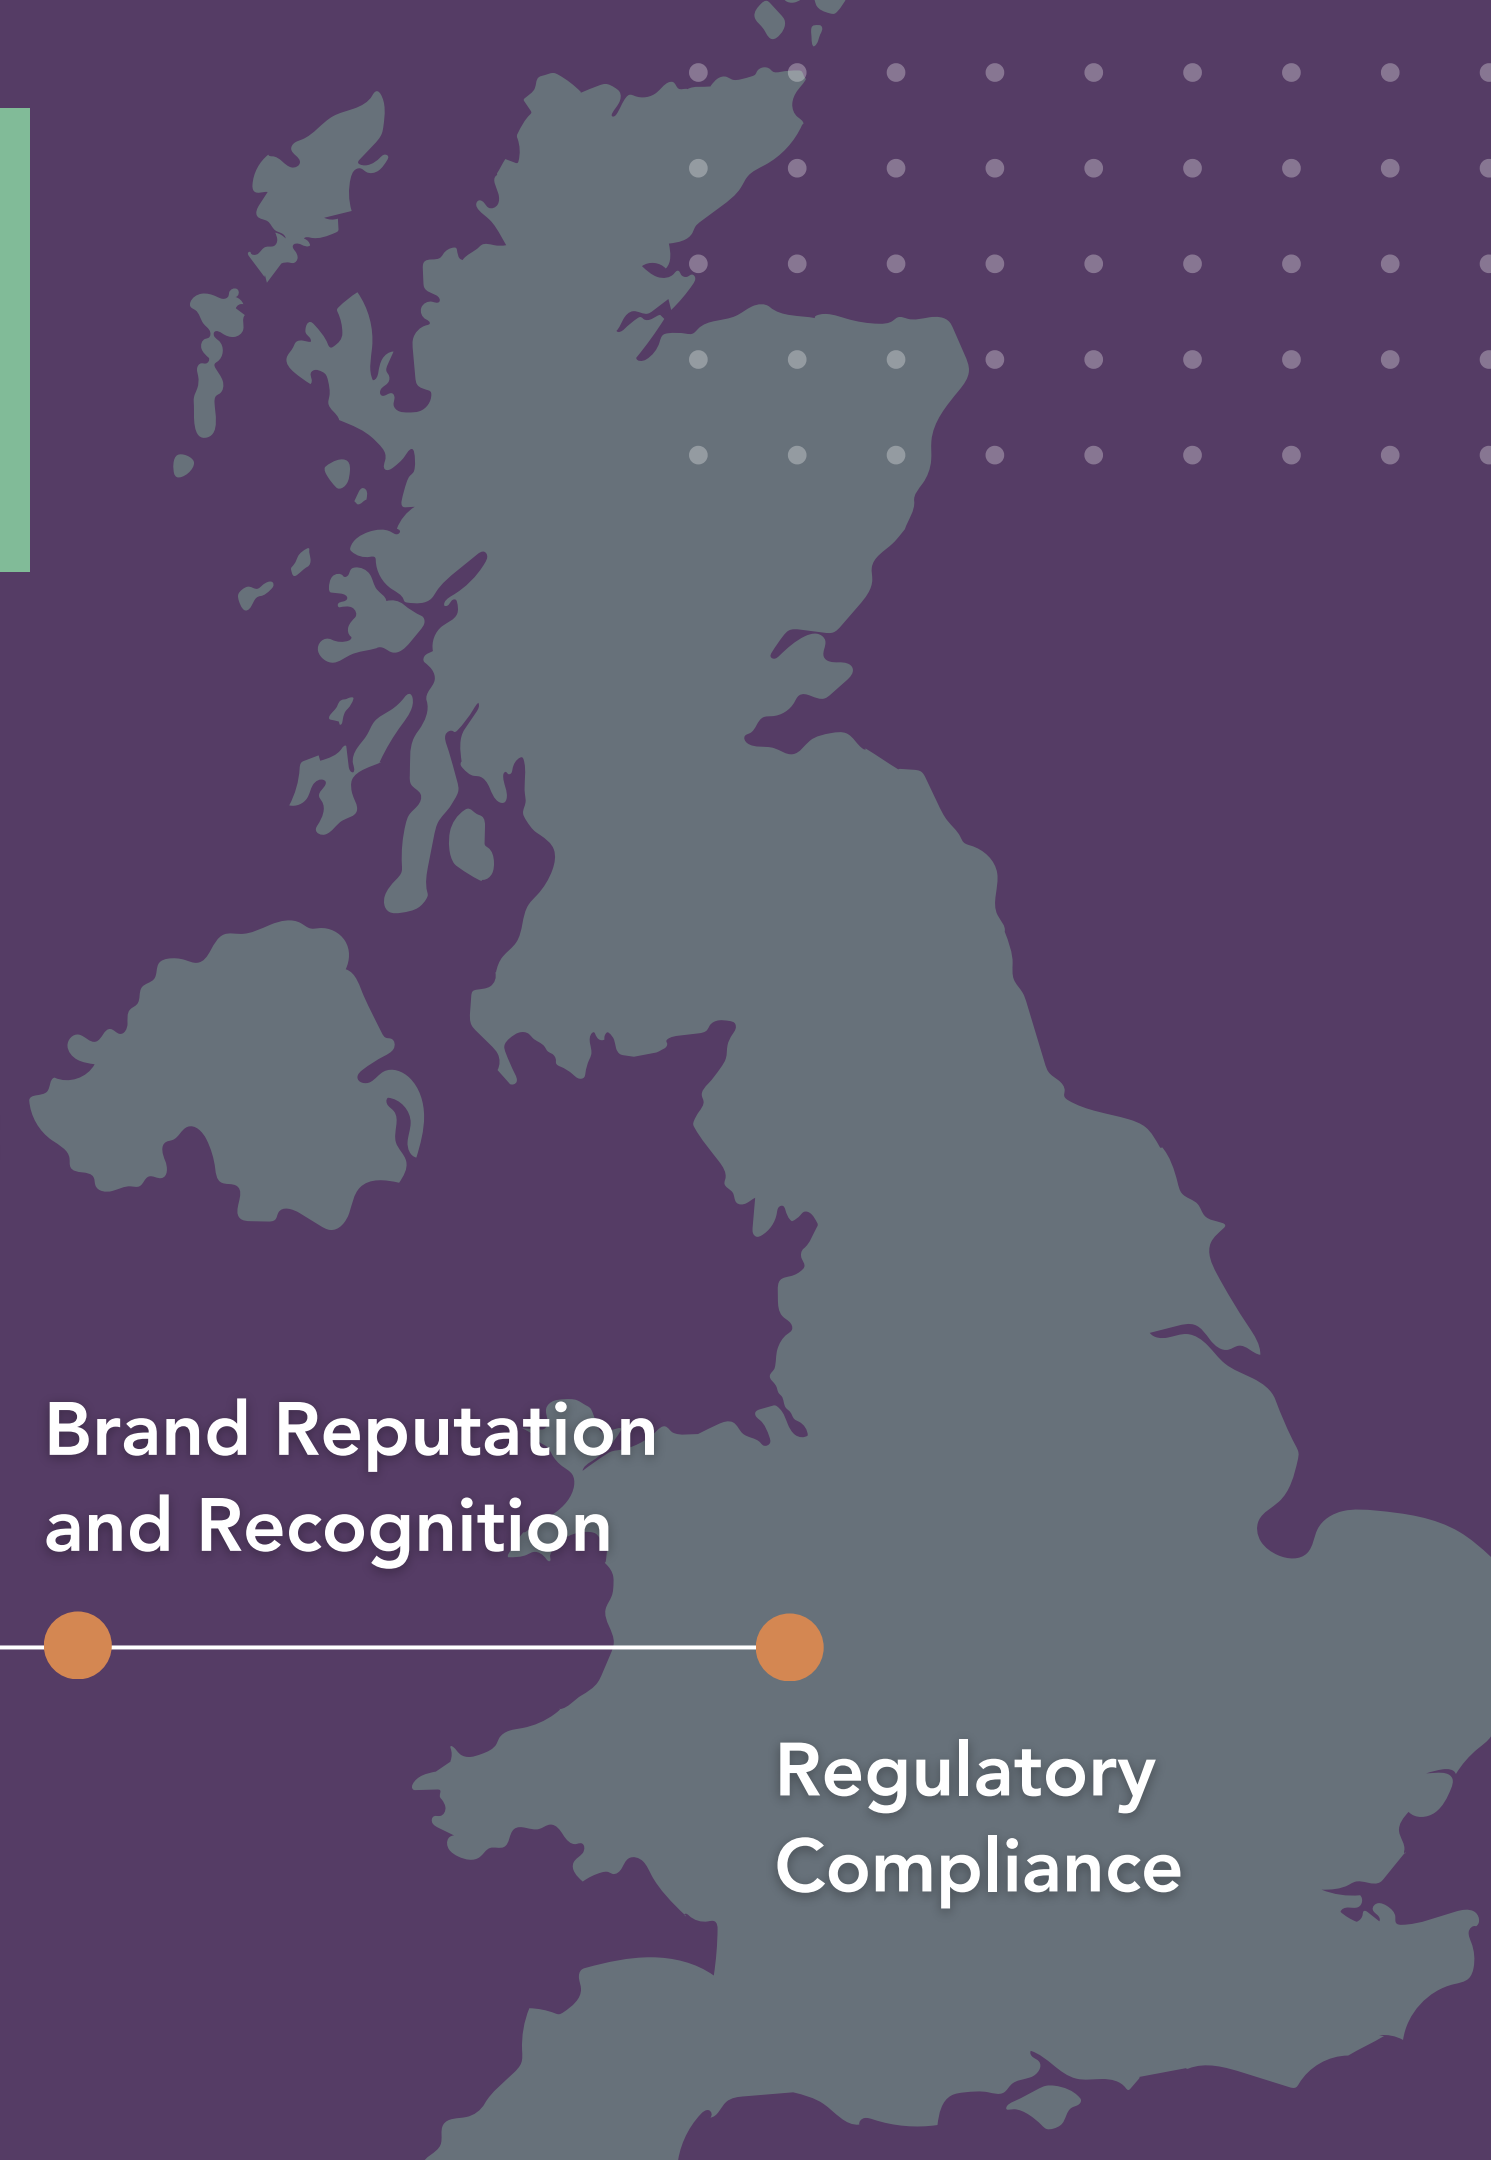 Brand Reputation
and Recognition
Regulatory
Compliance